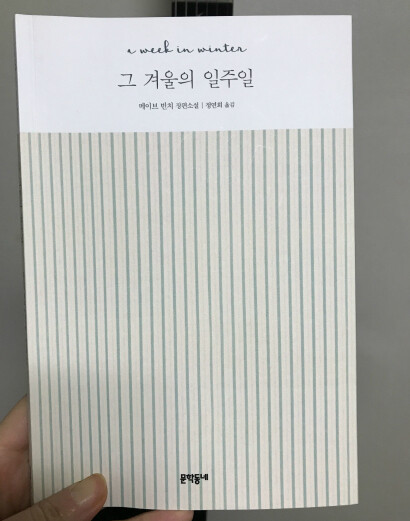 a week in winter
그 겨울의 일주일
메이브 빈치 장편소설 | 정연희 옮김
문학동네